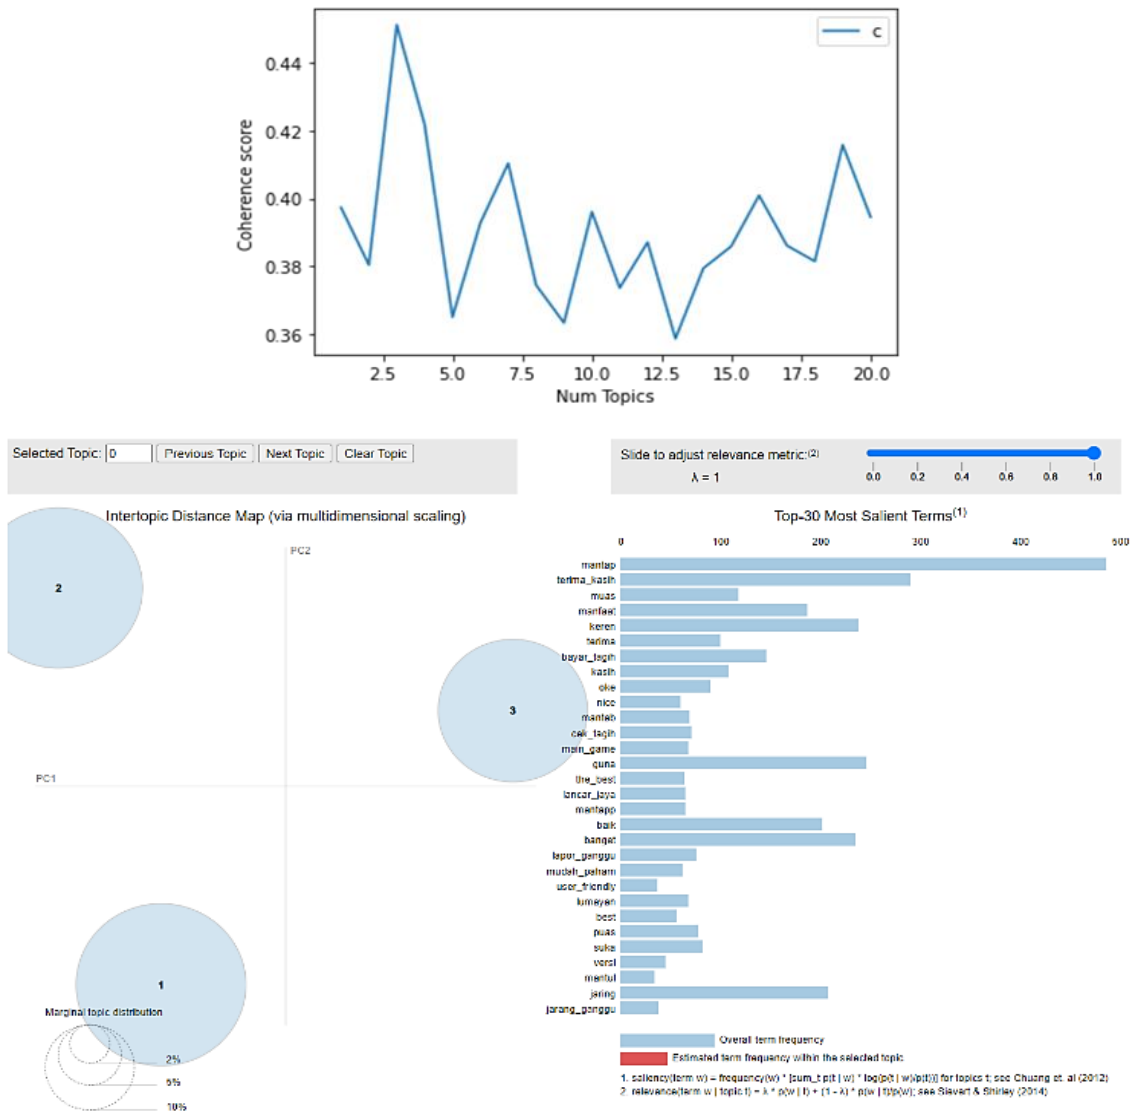 c
0.44
0.42
0.40
0.38
0.36
Coherence score
2.5 5.0 7.5 10.0 12.5 15.0 17.5 20.0
Num Topics
Selected Topic: 0 Previous Topic Next Topic Clear Topic
Slide to adjust relevance metric:(2)
λ = 1
0.0 0.2 0.4 0.6 0.8 1.0
Intertopic Distance Map (via multidimensional scaling)
PC2
PC1
2
3
1
Marginal topic distribution
2%
5%
10%
Top-30 Most Salient Terms(1)
0 100 200 300 400 500
mantap
terima_kasih
muas
manfaat
keren
terima
bayar_tagih
kasih
oke
nice
manteb
cek_tagih
main_game
guna
the_best
lancar_jaya
mantapp
baik
banget
lapor_ganggu
mudah_paham
user_friendly
lumayan
best
puas
suka
versi
mantul
jaring
jarang_ganggu
Overall term frequency
Estimated term frequency within the selected topic
1. saliency(term w) = frequency(w) * [sum_t p(t | w) * log(p(t | w)/p(t))] for topics t; see Chuang et. al (2012)
2. relevance(term w | topic t) = λ * p(w | t) + (1 - λ) * p(w | t)/p(w); see Sievert & Shirley (2014)